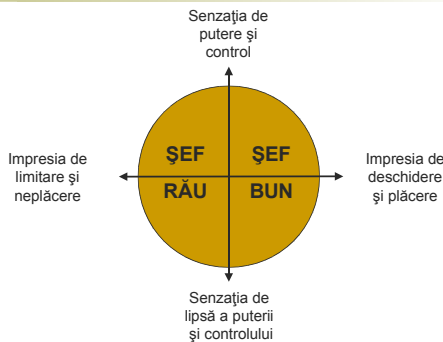 Senzaţia de
putere şi
control
Impresia de
limitare şi
neplăcere
ŞEF ŞEF
RĂU BUN
Impresia de
deschidere
şi plăcere
Senzaţia de
lipsă a puterii
şi controlului